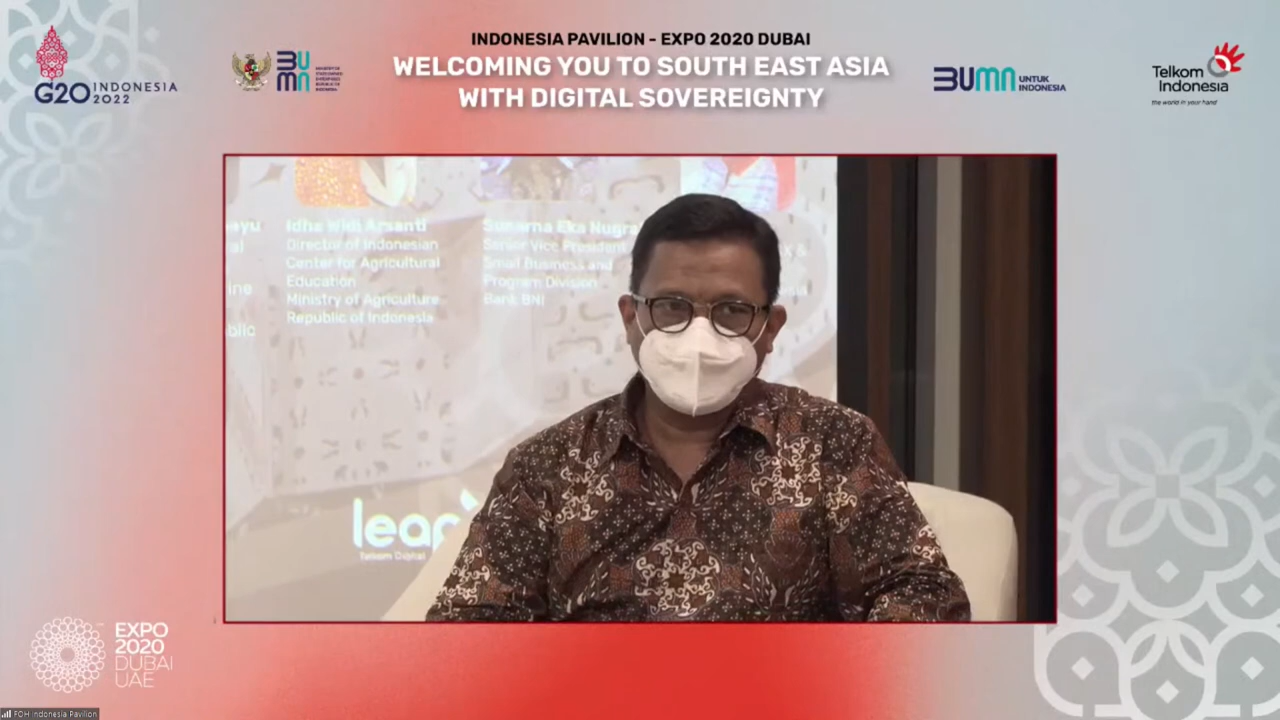 INDONESIA PAVILION - EXPO 2020 DUBAI
WELCOMING YOU TO SOUTH EAST ASIA
WITH DIGITAL SOVEREIGNTY
G20 INDONESIA
2022
BUMN
BUMN UNTUK
INDONESIA
Telkom
Indonesia
the world in your hand
Idha Widi Arsanti
Director of Indonesian
Center for Agricultural
Education
Ministry of Agriculture
Republic of Indonesia
Eka
Senior Vice President
Small Business and
Program Division
Bank BNI
leap
Telkom Digital
EXPO
2020
DUBAI
UAE
FOH Indonesia Pavilion